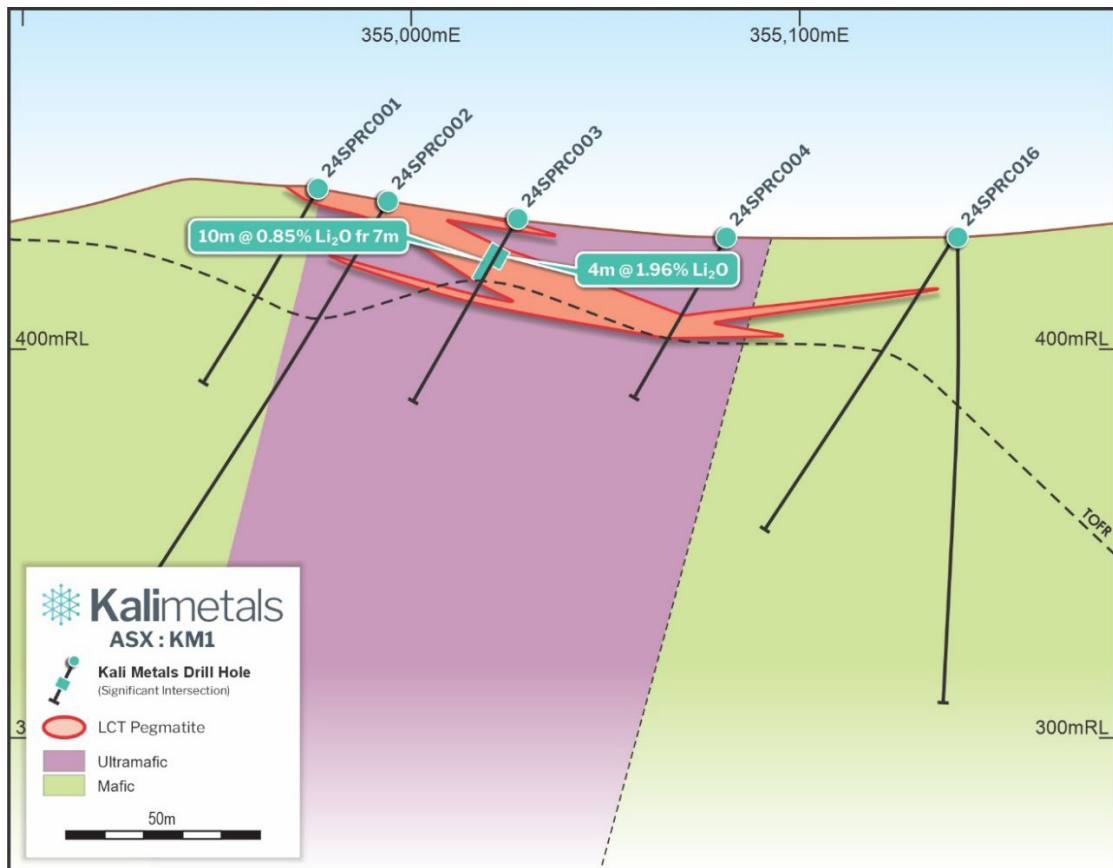 355,000mE
355,100mE
24SPRC001
24SPRC002
24SPRC003
24SPRC004
24SPRC016
10m @ 0.85% Li₂O fr 7m
4m @ 1.96% Li₂O
400mRL
400mRL
TOFR
3
300mRL
Kalimetals
ASX : KM1
Kali Metals Drill Hole
(Significant Intersection)
LCT Pegmatite
Ultramafic
Mafic
50m